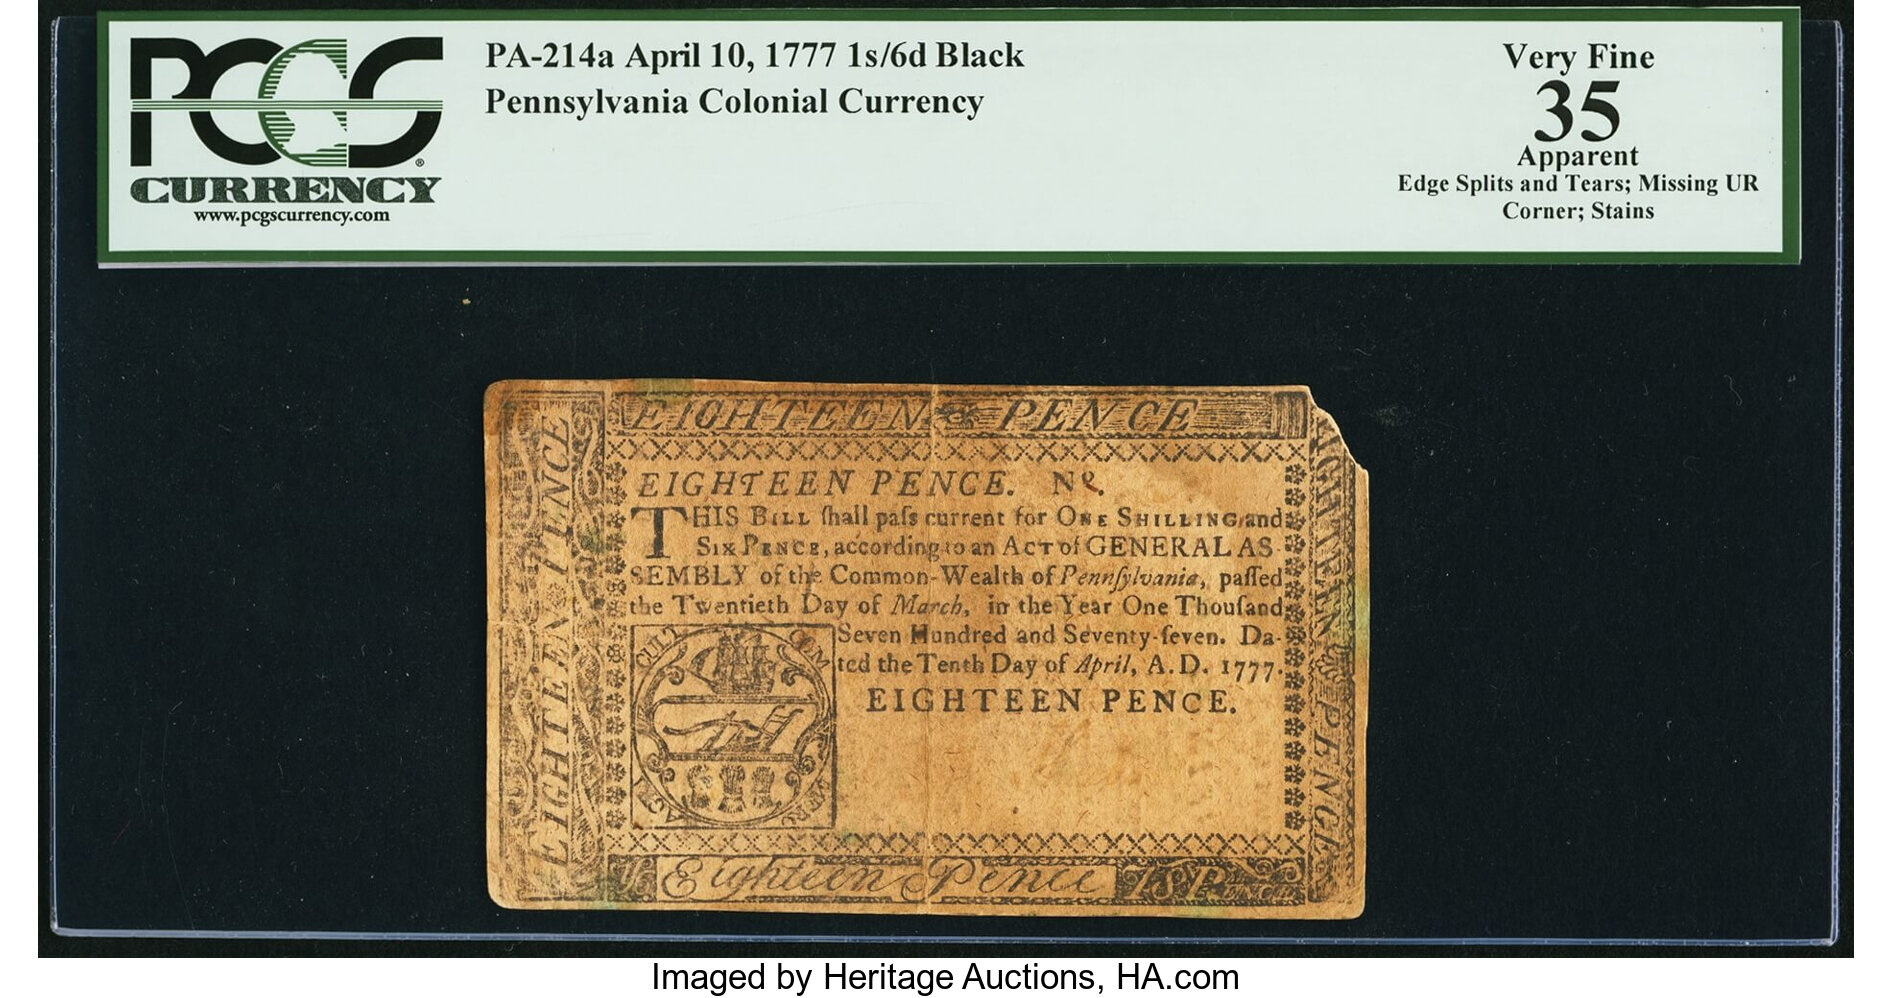 PCGS
CURRENCY
www.pcgscurrency.com
PA-214a April 10, 1777 1s/6d Black
Pennsylvania Colonial Currency
Very Fine
35
Apparent
Edge Splits and Tears; Missing UR
Corner; Stains
EIGHTEEN PENCE
EIGHTEEN PENCE
EIGHTEEN PENCE. No.
THIS BILL ſhall paſs current for ONE SHILLING and
SIX PENCE, according to an ACT of GENERAL AS-
SEMBLY of the Common-Wealth of Pennſylvania, paſſed
the Twentieth Day of March, in the Year One Thouſand
Seven Hundred and Seventy-ſeven. Da-
ted the Tenth Day of April, A.D. 1777.
EIGHTEEN PENCE.
EIGHTEEN PENCE
Eighteen Pence 18 P
Imaged by Heritage Auctions, HA.com